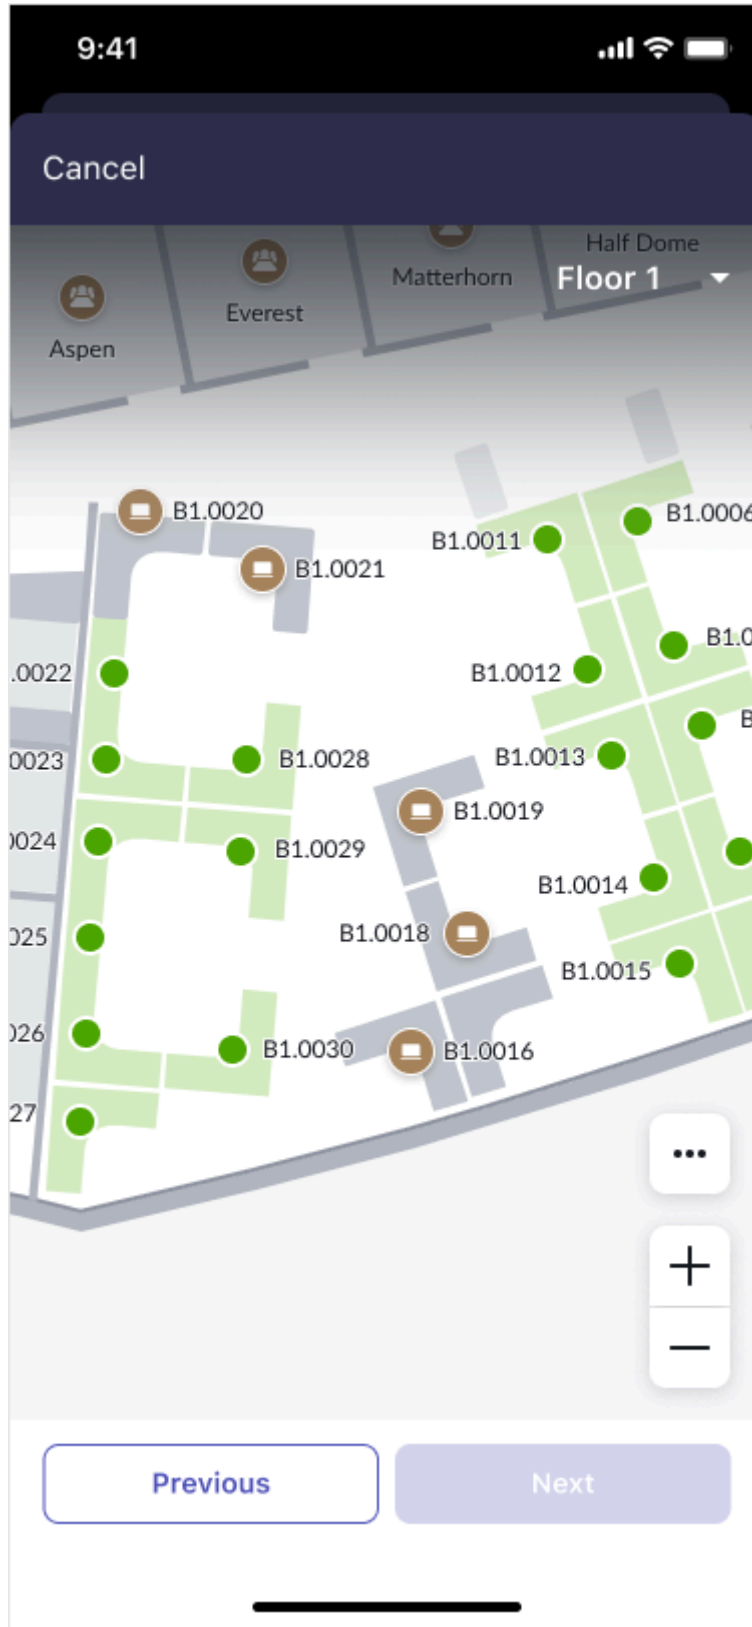 9:41
Cancel
Half Dome
Matterhorn
Floor 1
Everest
Aspen
B1.0020
B1.0006
B1.0011
B1.0021
B1.0
.0022
B1.0012
B
B1.0013
0023
B1.0028
B1.0019
0024
B1.0029
B1.0014
025
B1.0018
B1.0015
026
B1.0030
B1.0016
27
Previous
Next